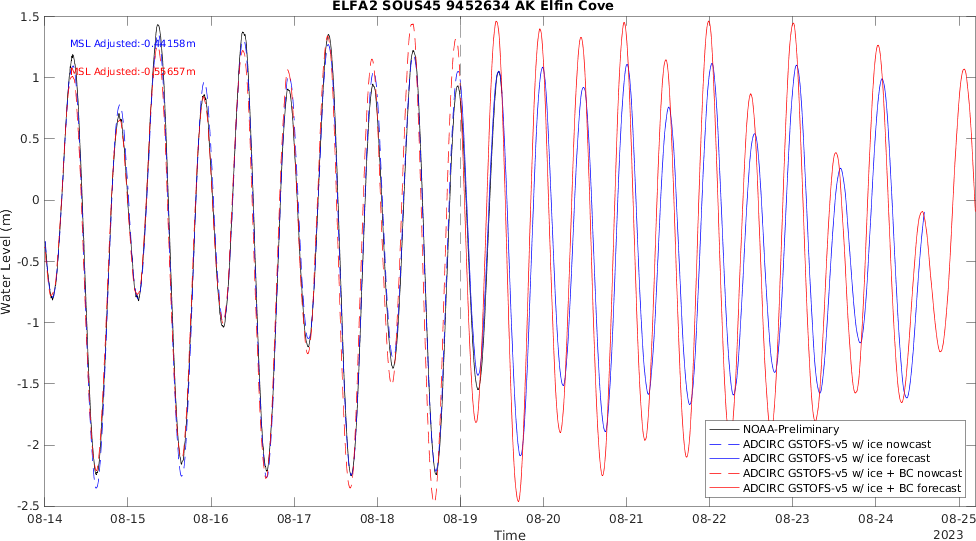 ELFA2 SOUS45 9452634 AK Elfin Cove
1.5
1
0.5
0
-0.5
-1
-1.5
-2
-2.5
Water Level (m)
MSL Adjusted:-0.44158m
MSL Adjusted:-0.55657m
NOAA-Preliminary
ADCIRC GSTOFS-v5 w/ ice nowcast
ADCIRC GSTOFS-v5 w/ ice forecast
ADCIRC GSTOFS-v5 w/ ice + BC nowcast
ADCIRC GSTOFS-v5 w/ ice + BC forecast
08-14 08-15 08-16 08-17 08-18 08-19 08-20 08-21 08-22 08-23 08-24 08-25
Time
2023